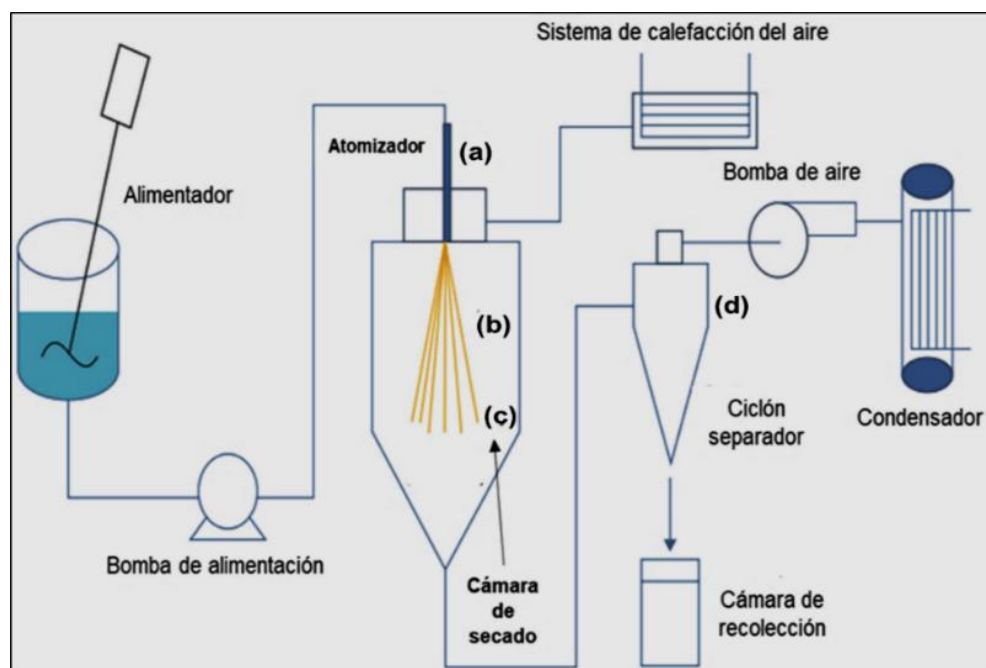 Sistema de calefacción del aire
Atomizador
(a)
Alimentador
Bomba de aire
(b)
(d)
(c)
Ciclón
separador
Condensador
Bomba de alimentación
Cámara
de
secado
Cámara de
recolección